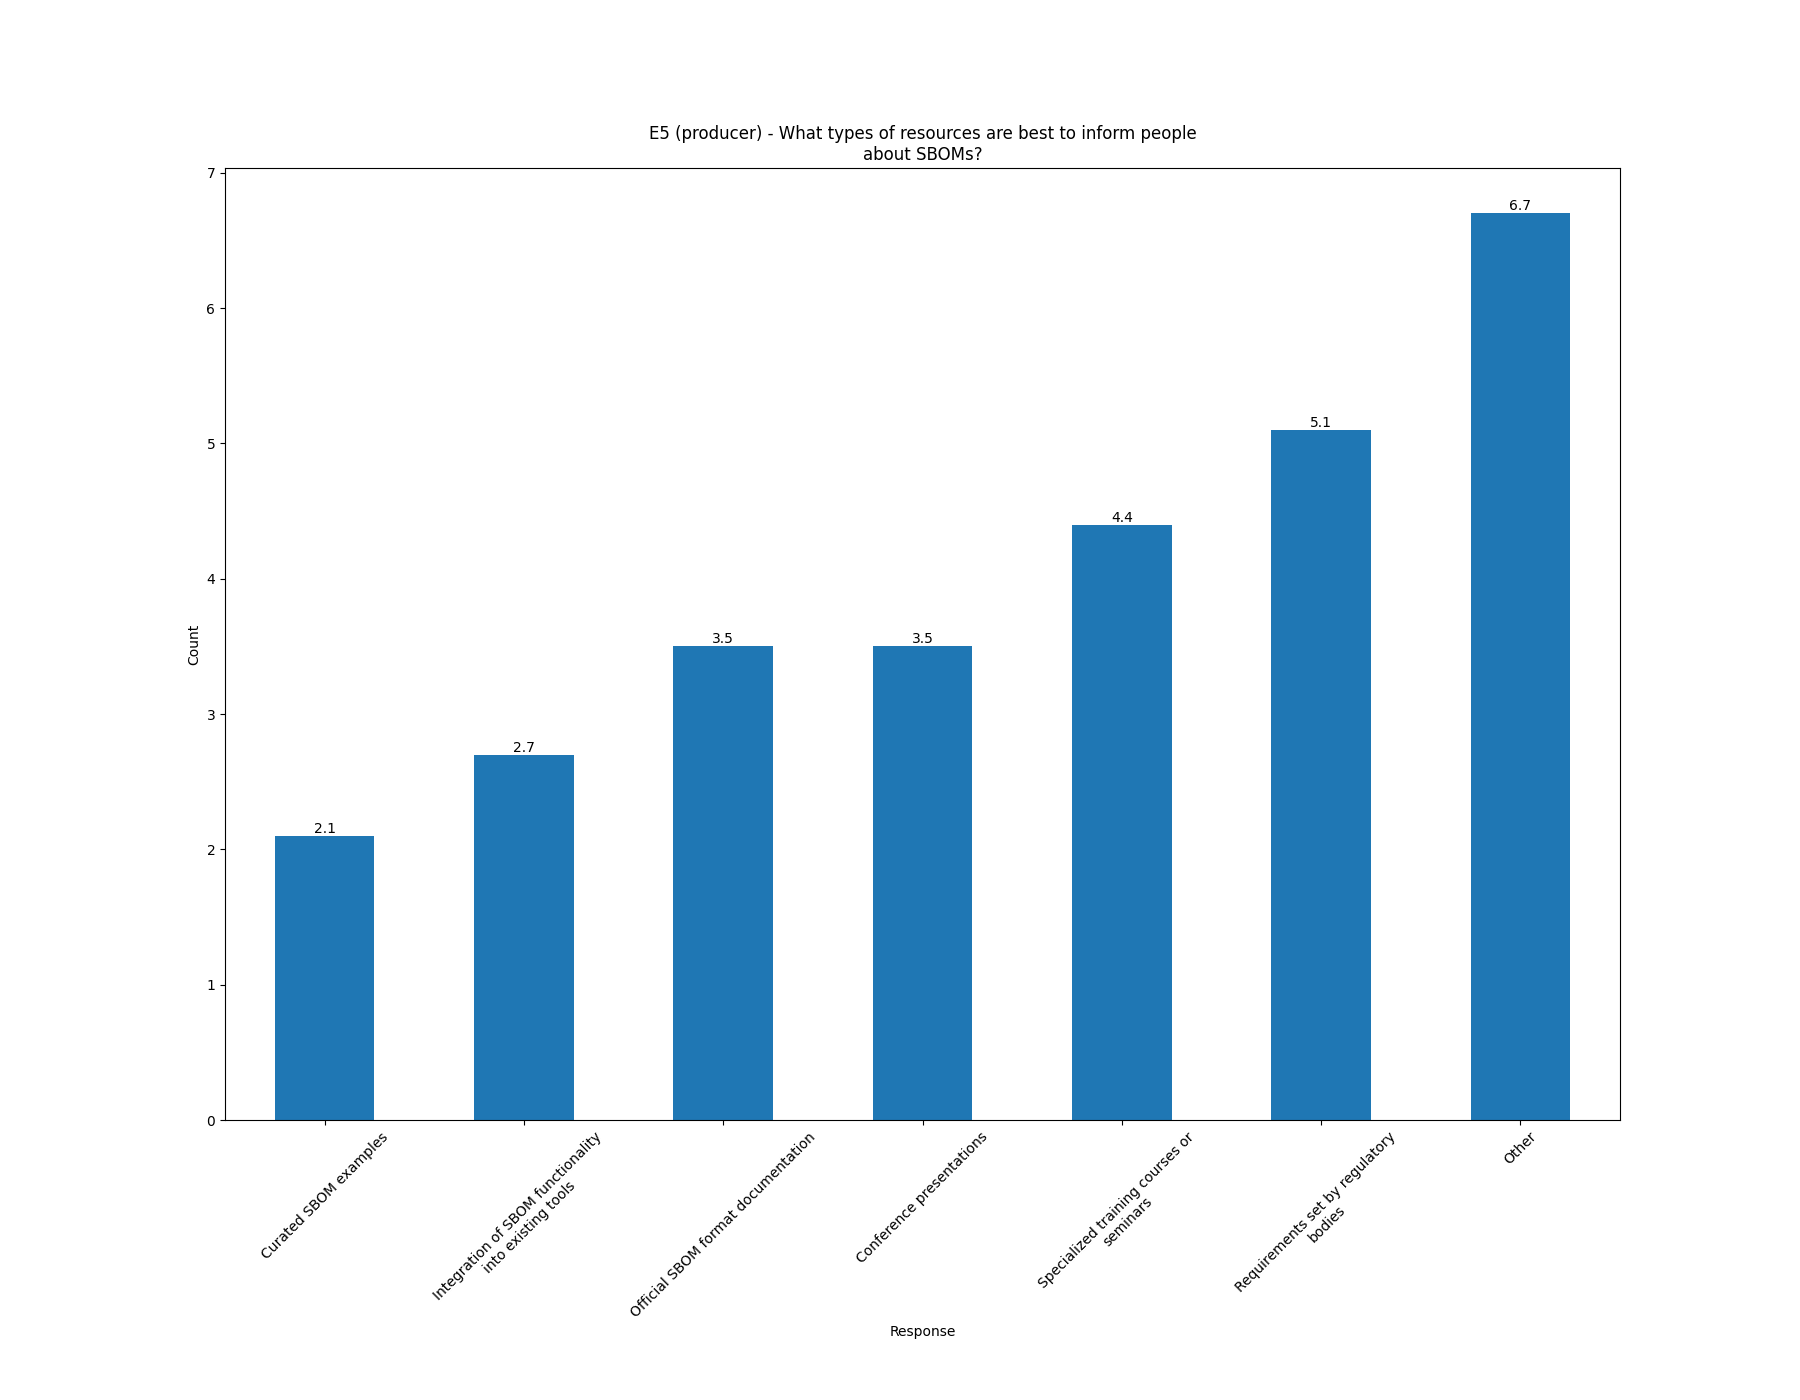 E5 (producer) - What types of resources are best to inform people
about SBOMs?
7
6
5
4
3
2
1
0
Count
2.1
2.7
3.5
3.5
4.4
5.1
6.7
Curated SBOM examples
Integration of SBOM functionality
into existing tools
Official SBOM format documentation
Conference presentations
Specialized training courses or
seminars
Requirements set by regulatory
bodies
Other
Response